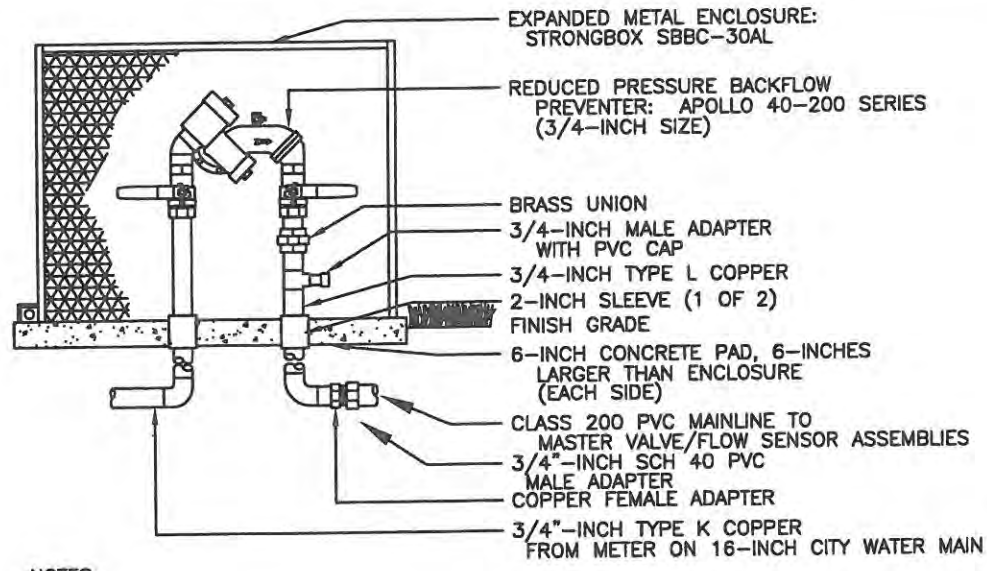 EXPANDED METAL ENCLOSURE:
STRONGBOX SBBC-30AL
REDUCED PRESSURE BACKFLOW
PREVENTER: APOLLO 40-200 SERIES
(3/4-INCH SIZE)
BRASS UNION
3/4-INCH MALE ADAPTER
WITH PVC CAP
3/4-INCH TYPE L COPPER
2-INCH SLEEVE (1 OF 2)
FINISH GRADE
6-INCH CONCRETE PAD, 6-INCHES
LARGER THAN ENCLOSURE
(EACH SIDE)
CLASS 200 PVC MAINLINE TO
MASTER VALVE/FLOW SENSOR ASSEMBLIES
3/4"-INCH SCH 40 PVC
MALE ADAPTER
COPPER FEMALE ADAPTER
3/4"-INCH TYPE K COPPER
FROM METER ON 16-INCH CITY WATER MAIN